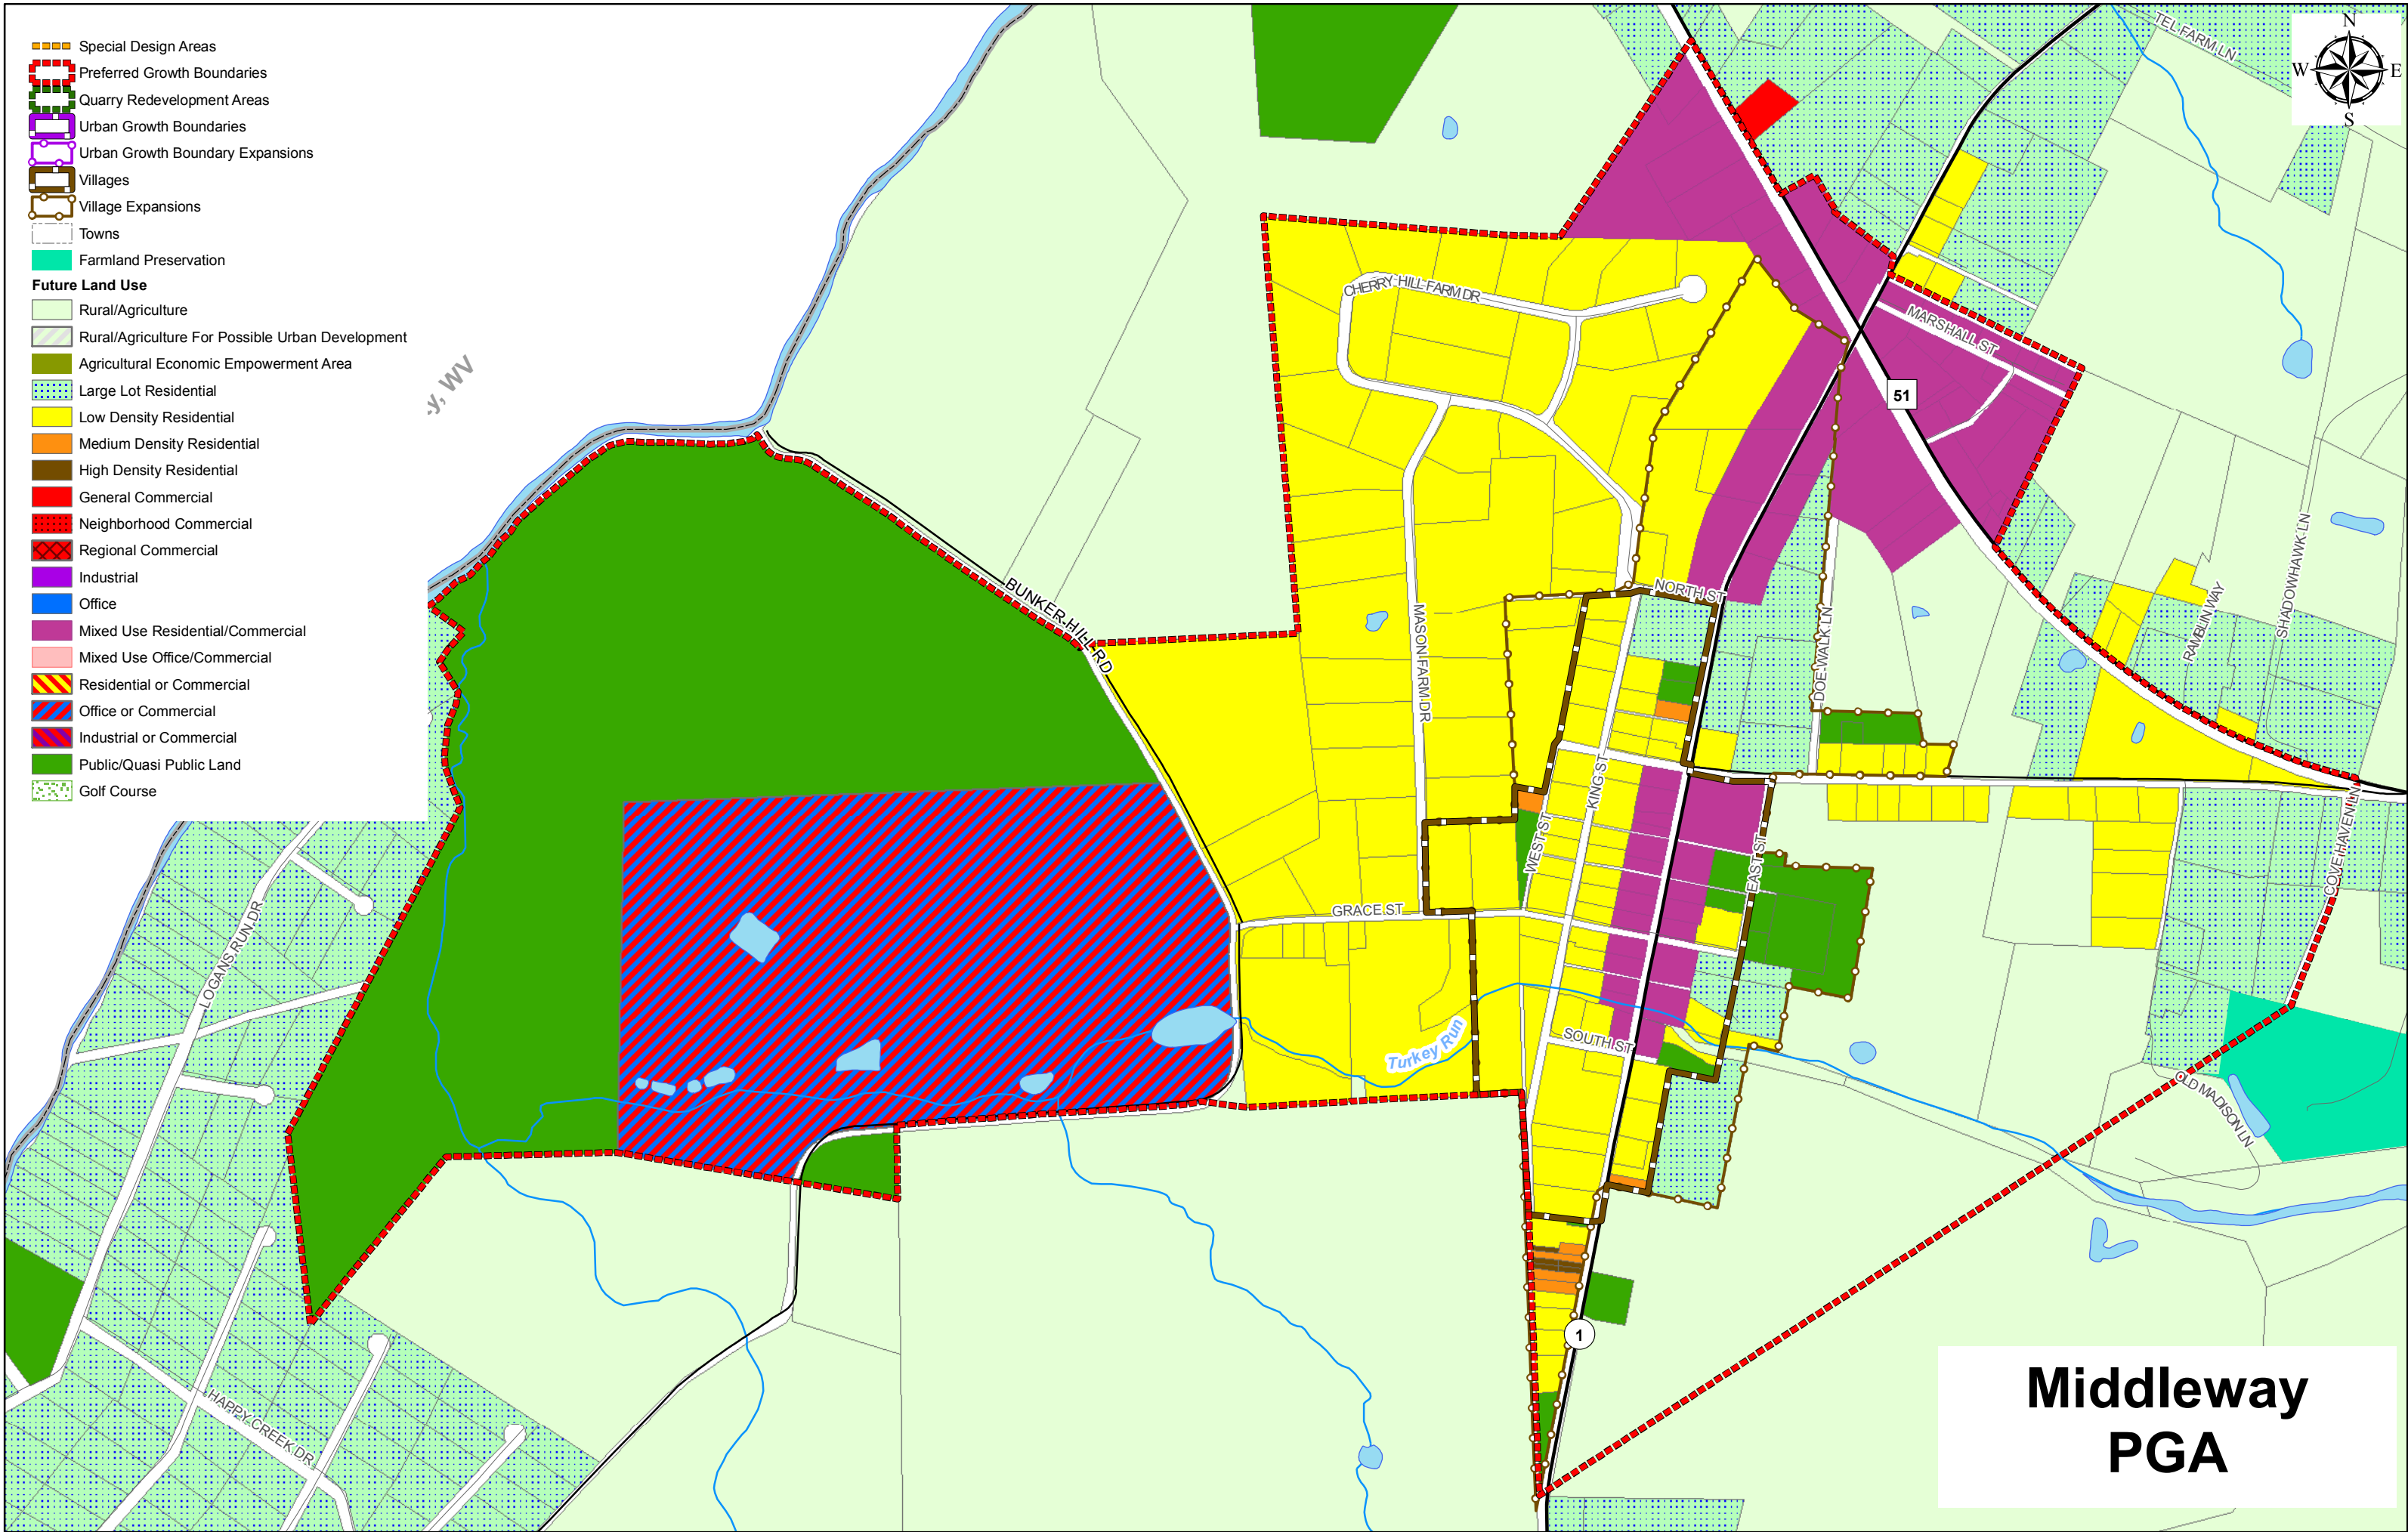 Special Design Areas
Preferred Growth Boundaries
Quarry Redevelopment Areas
Urban Growth Boundaries
Urban Growth Boundary Expansions
Villages
Village Expansions
Towns
Farmland Preservation
Future Land Use
Rural/Agriculture
Rural/Agriculture For Possible Urban Development
Agricultural Economic Empowerment Area
Large Lot Residential
Low Density Residential
Medium Density Residential
High Density Residential
General Commercial
Neighborhood Commercial
Regional Commercial
Industrial
Office
Mixed Use Residential/Commercial
Mixed Use Office/Commercial
Residential or Commercial
Office or Commercial
Industrial or Commercial
Public/Quasi Public Land
Golf Course
y, WV
TEL FARM LN
N
W
E
S
CHERRY HILL FARM DR
MARSHALL ST
51
BUNKER HILL RD
NORTH ST
MASON FARM DR
DOE WALK LN
RAMBLIN WAY
SHADOWHAWK LN
KING ST
WEST ST
EAST ST
COVE HAVEN LN
GRACE ST
LOGANS RUN DR
Turkey Run
SOUTH ST
OLD MADISON LN
1
HAPPY CREEK DR
Middleway
PGA